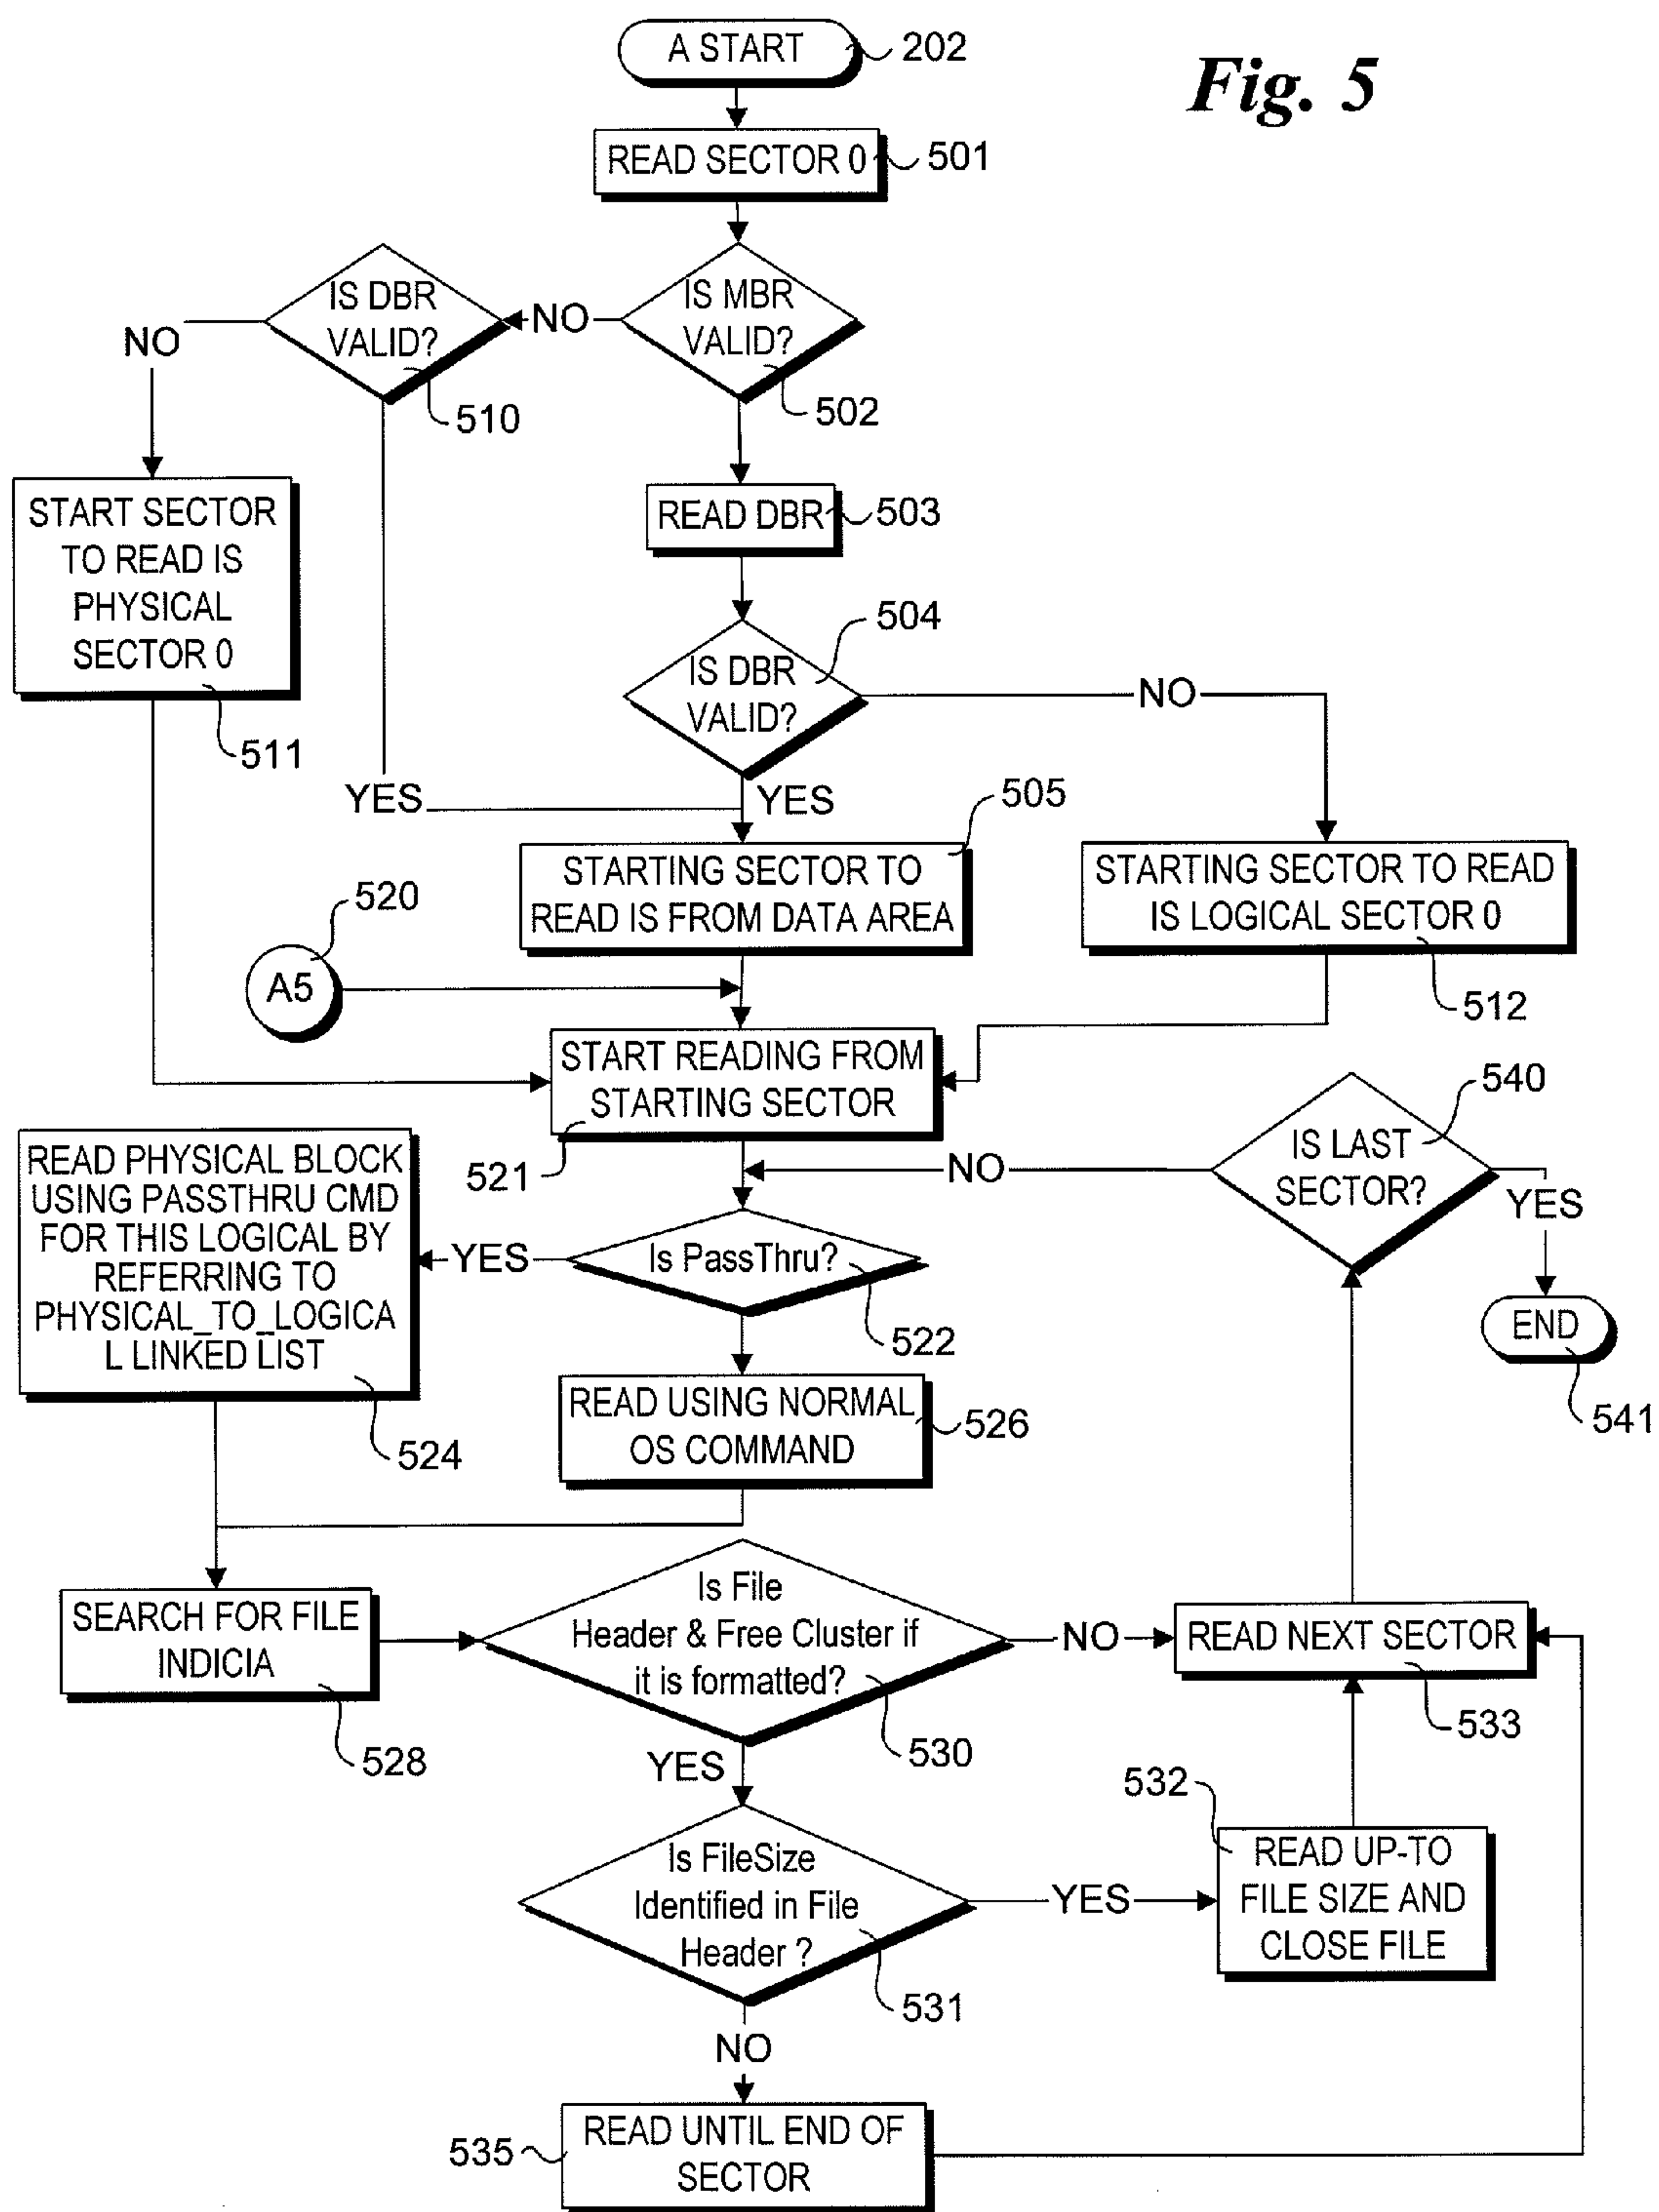 Fig. 5
A START
202
READ SECTOR 0
501
IS DBR
VALID?
510
NO
IS MBR
VALID?
502
NO
START SECTOR
TO READ IS
PHYSICAL
SECTOR 0
511
READ DBR
503
IS DBR
VALID?
504
NO
YES
YES
STARTING SECTOR TO
READ IS FROM DATA AREA
505
STARTING SECTOR TO READ
IS LOGICAL SECTOR 0
512
A5
520
START READING FROM
STARTING SECTOR
521
IS LAST
SECTOR?
540
NO
YES
END
541
READ PHYSICAL BLOCK
USING PASSTHRU CMD
FOR THIS LOGICAL BY
REFERRING TO
PHYSICAL_TO_LOGICA
L LINKED LIST
524
YES
Is PassThru?
522
READ USING NORMAL
OS COMMAND
526
SEARCH FOR FILE
INDICIA
528
Is File
Header & Free Cluster if
it is formatted?
530
NO
READ NEXT SECTOR
533
YES
Is FileSize
Identified in File
Header ?
531
YES
532
READ UP-TO
FILE SIZE AND
CLOSE FILE
NO
READ UNTIL END OF
SECTOR
535